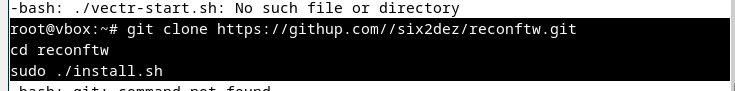 -bash: ./vectr-start.sh: No such file or directory
root@vbox:~# git clone https://githup.com//six2dez/reconftw.git
cd reconftw
sudo ./install.sh
-bash: git: command not found